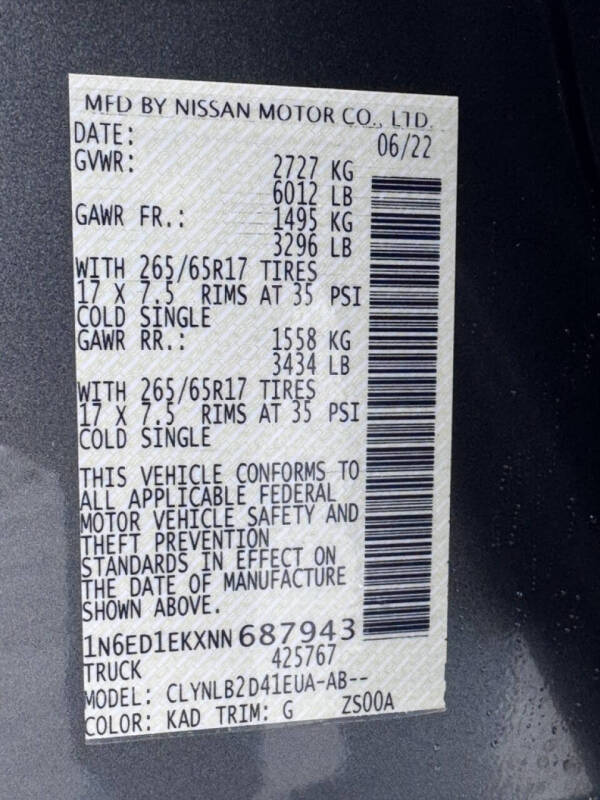 MFD BY NISSAN MOTOR CO., LTD.
DATE: 06/22
GVWR: 2727 KG
6012 LB
GAWR FR.: 1495 KG
3296 LB
WITH 265/65R17 TIRES
17 X 7.5 RIMS AT 35 PSI
COLD SINGLE
GAWR RR.: 1558 KG
3434 LB
WITH 265/65R17 TIRES
17 X 7.5 RIMS AT 35 PSI
COLD SINGLE
THIS VEHICLE CONFORMS TO
ALL APPLICABLE FEDERAL
MOTOR VEHICLE SAFETY AND
THEFT PREVENTION
STANDARDS IN EFFECT ON
THE DATE OF MANUFACTURE
SHOWN ABOVE.
1N6ED1EKXNN687943
TRUCK 425767
MODEL: CLYNLB2D41EUA-AB--
COLOR: KAD TRIM: G ZS00A